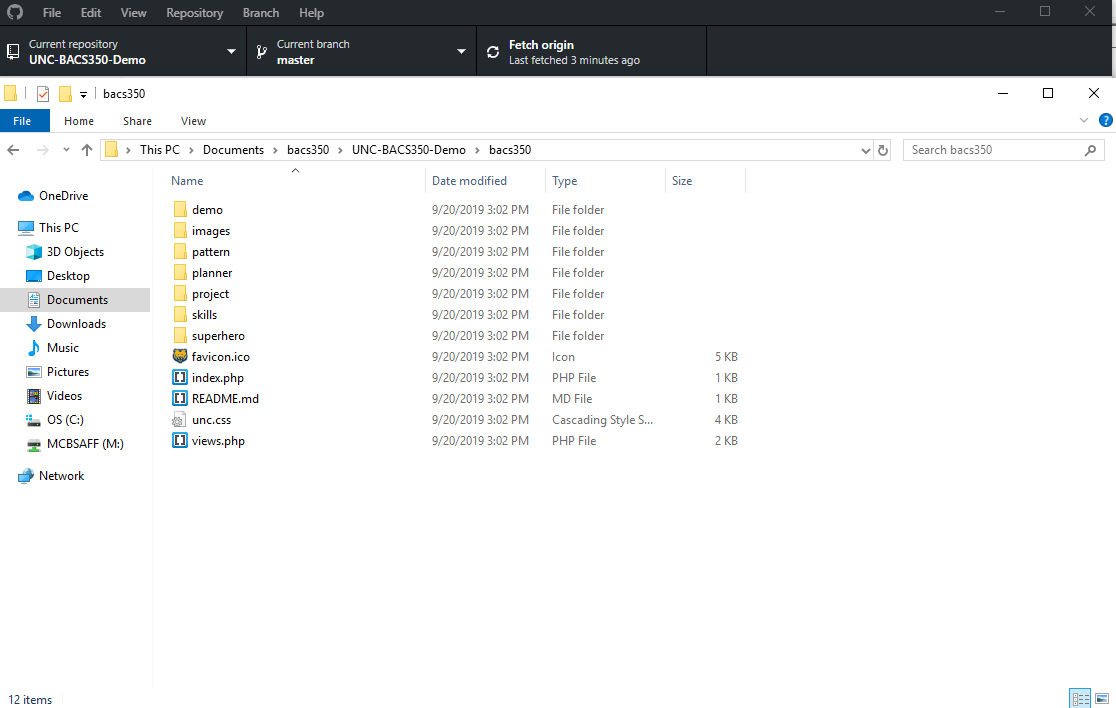 File Edit View Repository Branch Help
Current repository
UNC-BACS350-Demo
Current branch
master
Fetch origin
Last fetched 3 minutes ago
bacs350
File Home Share View
This PC Documents bacs350 UNC-BACS350-Demo bacs350
Search bacs350
OneDrive
This PC
3D Objects
Desktop
Documents
Downloads
Music
Pictures
Videos
OS (C:)
MCBSAFF (M:)
Network
Name Date modified Type Size
demo 9/20/2019 3:02 PM File folder
images 9/20/2019 3:02 PM File folder
pattern 9/20/2019 3:02 PM File folder
planner 9/20/2019 3:02 PM File folder
project 9/20/2019 3:02 PM File folder
skills 9/20/2019 3:02 PM File folder
superhero 9/20/2019 3:02 PM File folder
favicon.ico 9/20/2019 3:02 PM Icon 5 KB
index.php 9/20/2019 3:02 PM PHP File 1 KB
README.md 9/20/2019 3:02 PM MD File 1 KB
unc.css 9/20/2019 3:02 PM Cascading Style S... 4 KB
views.php 9/20/2019 3:02 PM PHP File 2 KB
12 items